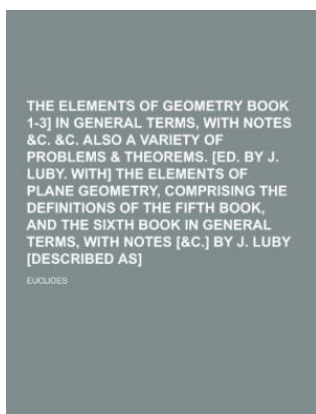 THE ELEMENTS OF GEOMETRY BOOK
1-3] IN GENERAL TERMS, WITH NOTES
&C. &C. ALSO A VARIETY OF
PROBLEMS & THEOREMS. [ED. BY J.
LUBY. WITH] THE ELEMENTS OF
PLANE GEOMETRY, COMPRISING THE
DEFINITIONS OF THE FIFTH BOOK,
AND THE SIXTH BOOK IN GENERAL
TERMS, WITH NOTES [&C.] BY J. LUBY
[DESCRIBED AS]
EUCLIDES